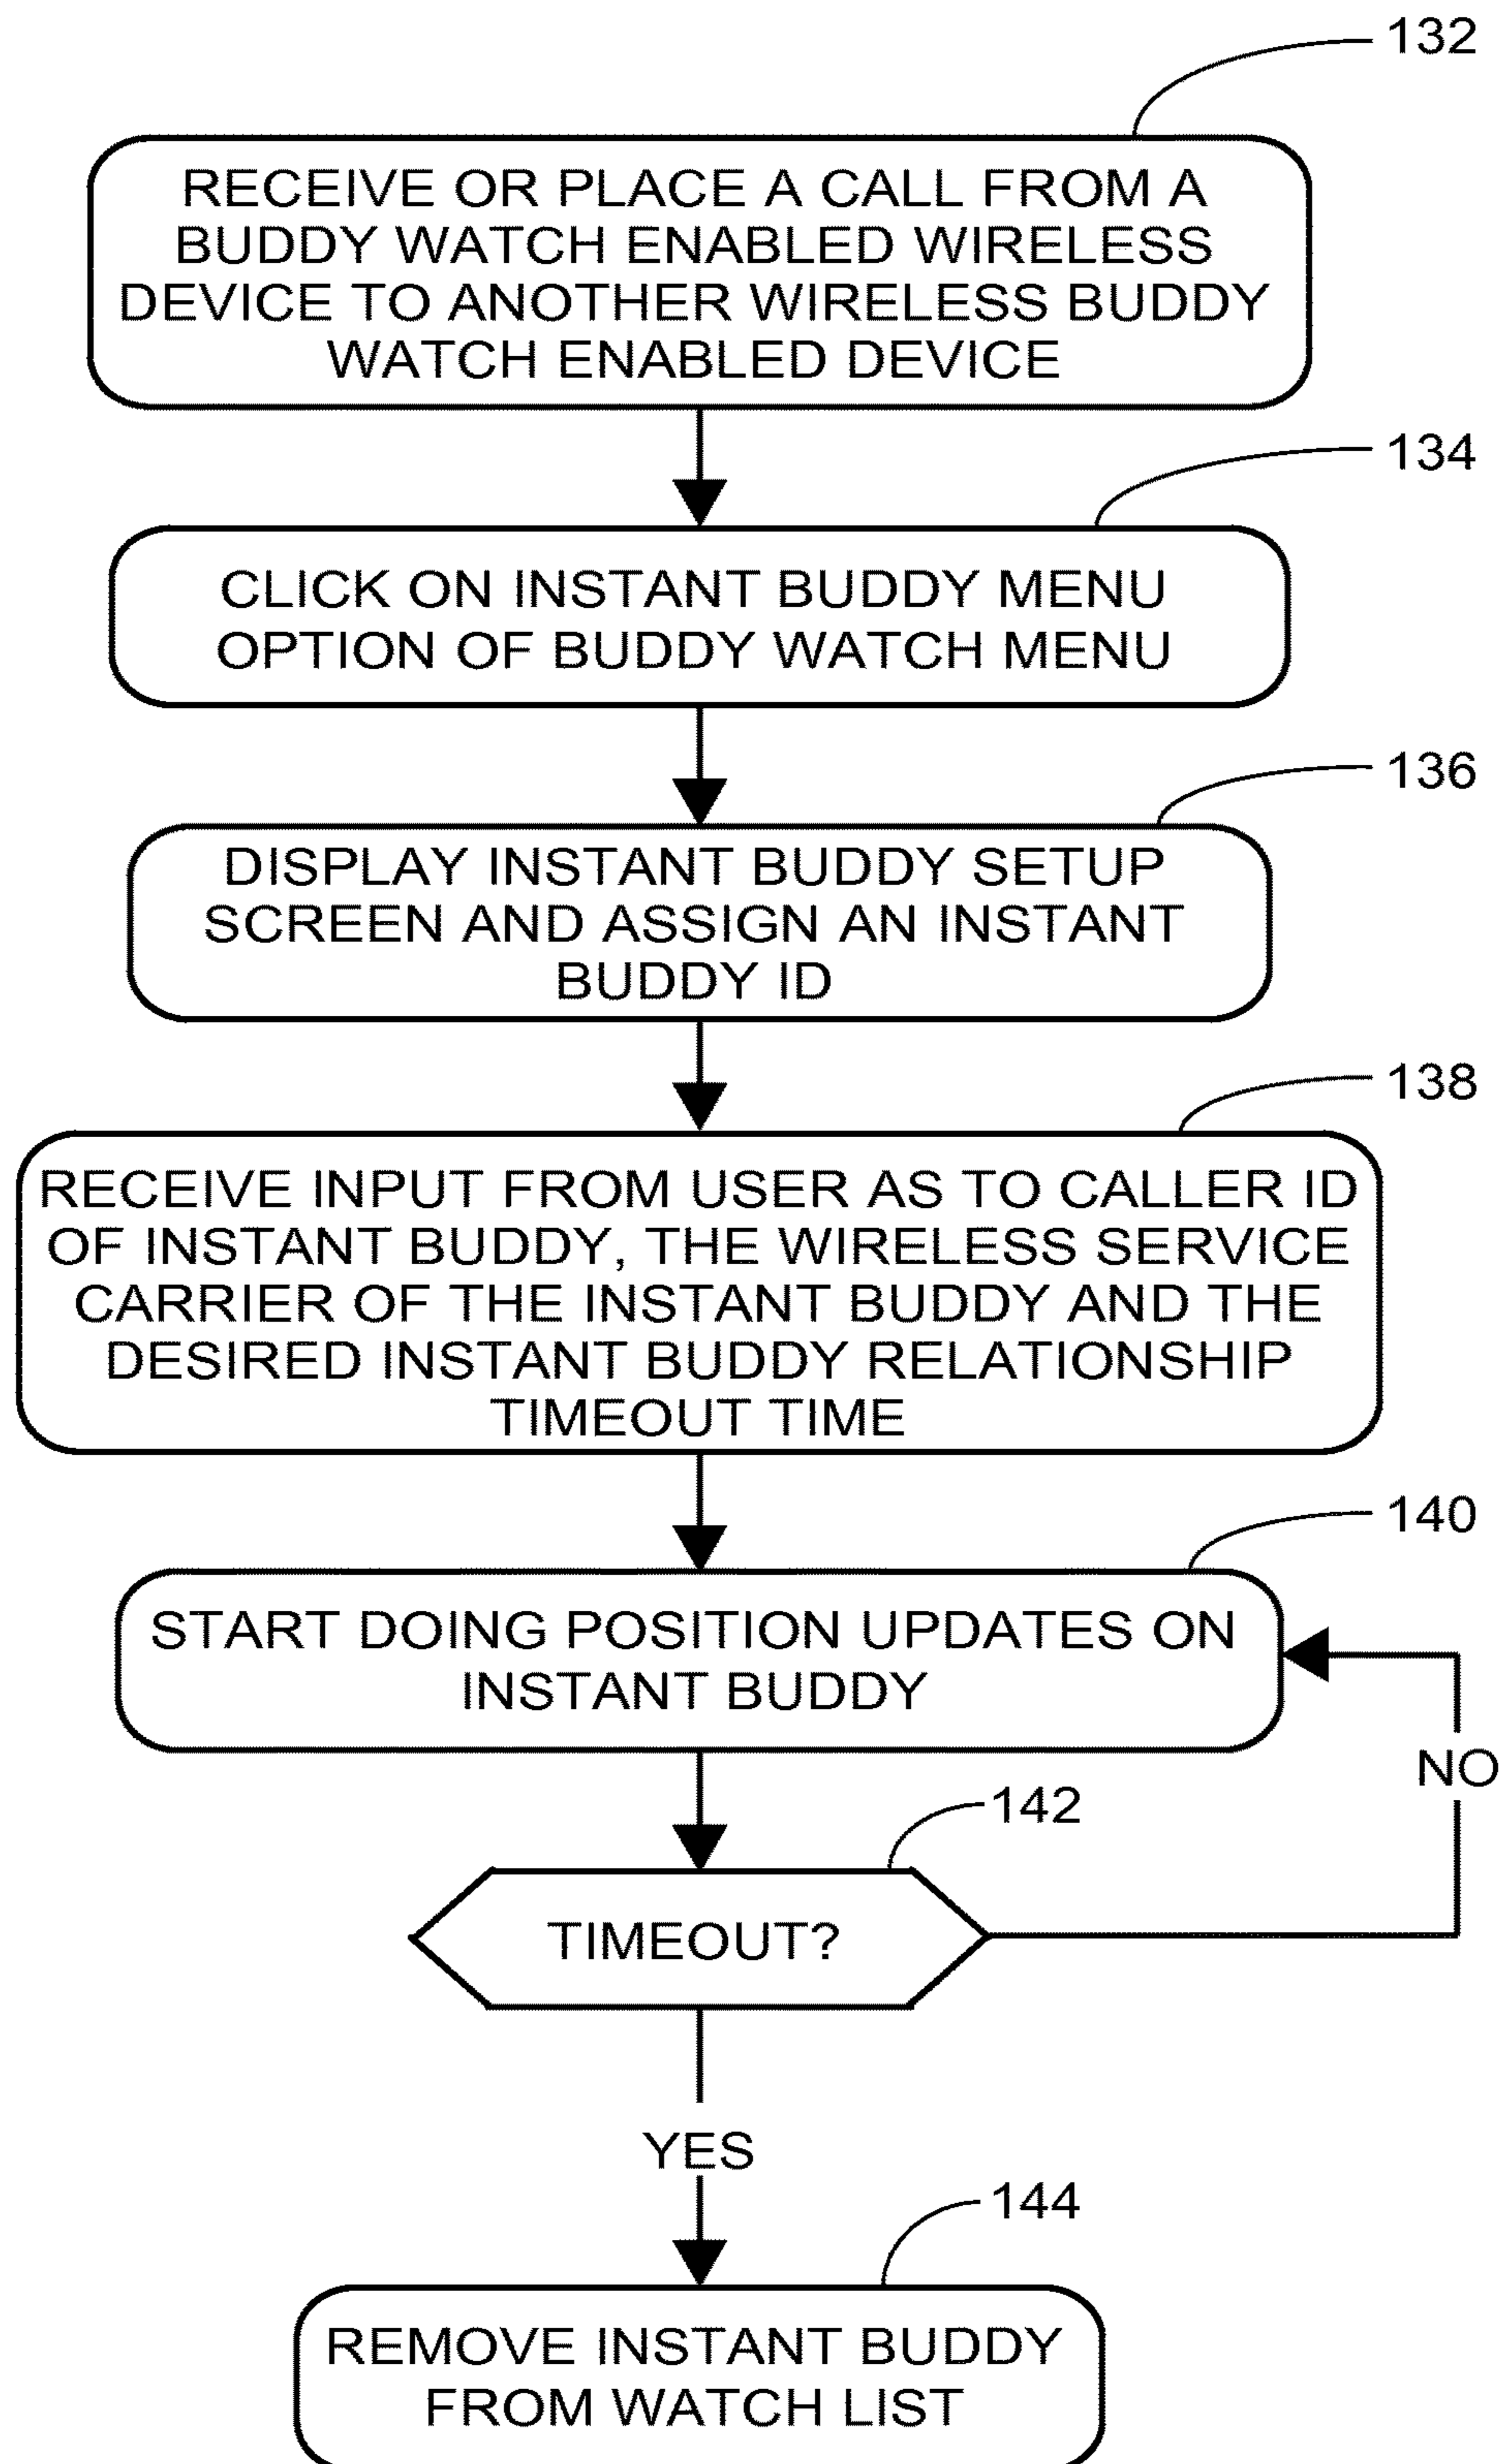 132
RECEIVE OR PLACE A CALL FROM A
BUDDY WATCH ENABLED WIRELESS
DEVICE TO ANOTHER WIRELESS BUDDY
WATCH ENABLED DEVICE
134
CLICK ON INSTANT BUDDY MENU
OPTION OF BUDDY WATCH MENU
136
DISPLAY INSTANT BUDDY SETUP
SCREEN AND ASSIGN AN INSTANT
BUDDY ID
138
RECEIVE INPUT FROM USER AS TO CALLER ID
OF INSTANT BUDDY, THE WIRELESS SERVICE
CARRIER OF THE INSTANT BUDDY AND THE
DESIRED INSTANT BUDDY RELATIONSHIP
TIMEOUT TIME
140
START DOING POSITION UPDATES ON
INSTANT BUDDY
NO
142
TIMEOUT?
YES
144
REMOVE INSTANT BUDDY
FROM WATCH LIST